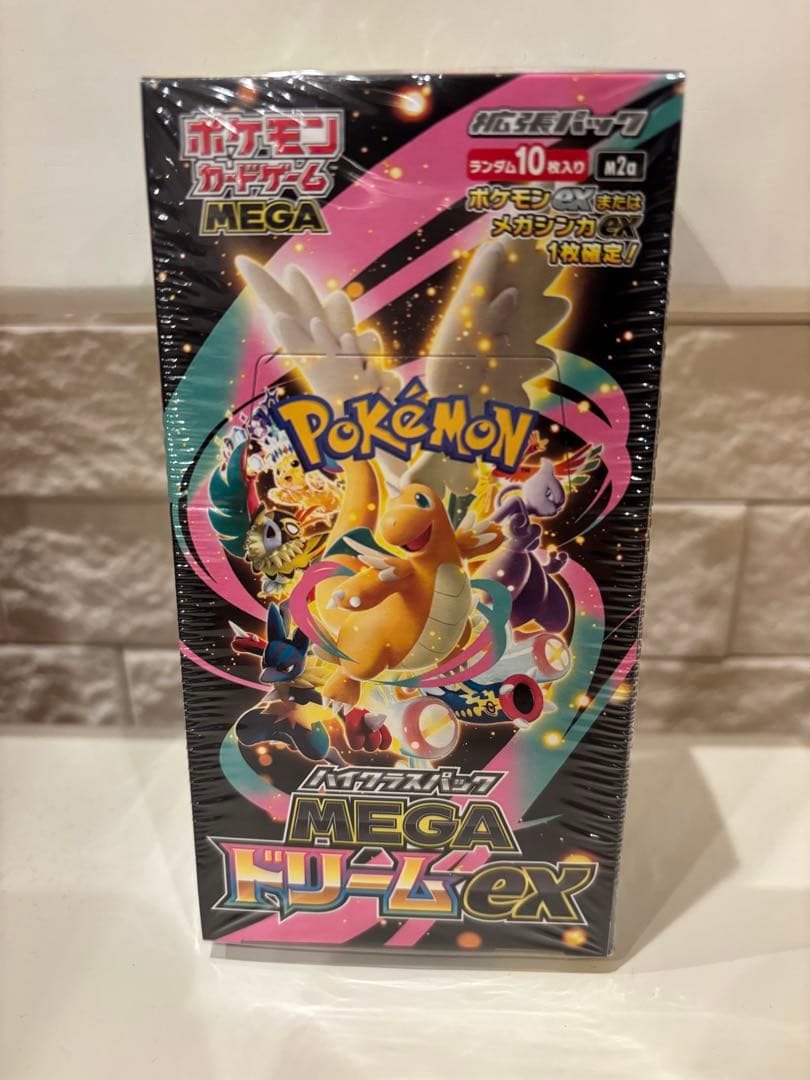 ポケモン
カードゲーム
MEGA
拡張パック
ランダム10枚入り M2a
ポケモンexまたは
メガシンカex
1枚確定!
POKéMON
ハイクラスパック
MEGA
ドリームex